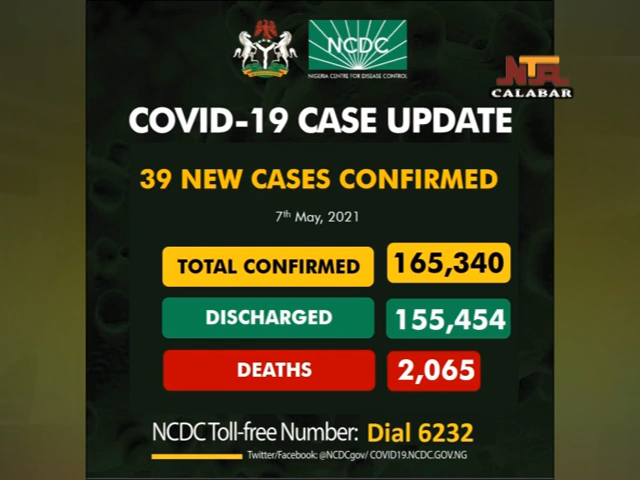 NCDC
NIGERIA CENTRE FOR DISEASE CONTROL
NTA
CALABAR
COVID-19 CASE UPDATE
39 NEW CASES CONFIRMED
7th May, 2021
TOTAL CONFIRMED 165,340
DISCHARGED 155,454
DEATHS 2,065
NCDC Toll-free Number: Dial 6232
Twitter/Facebook: @NCDCgov/ COVID19.NCDC.GOV.NG